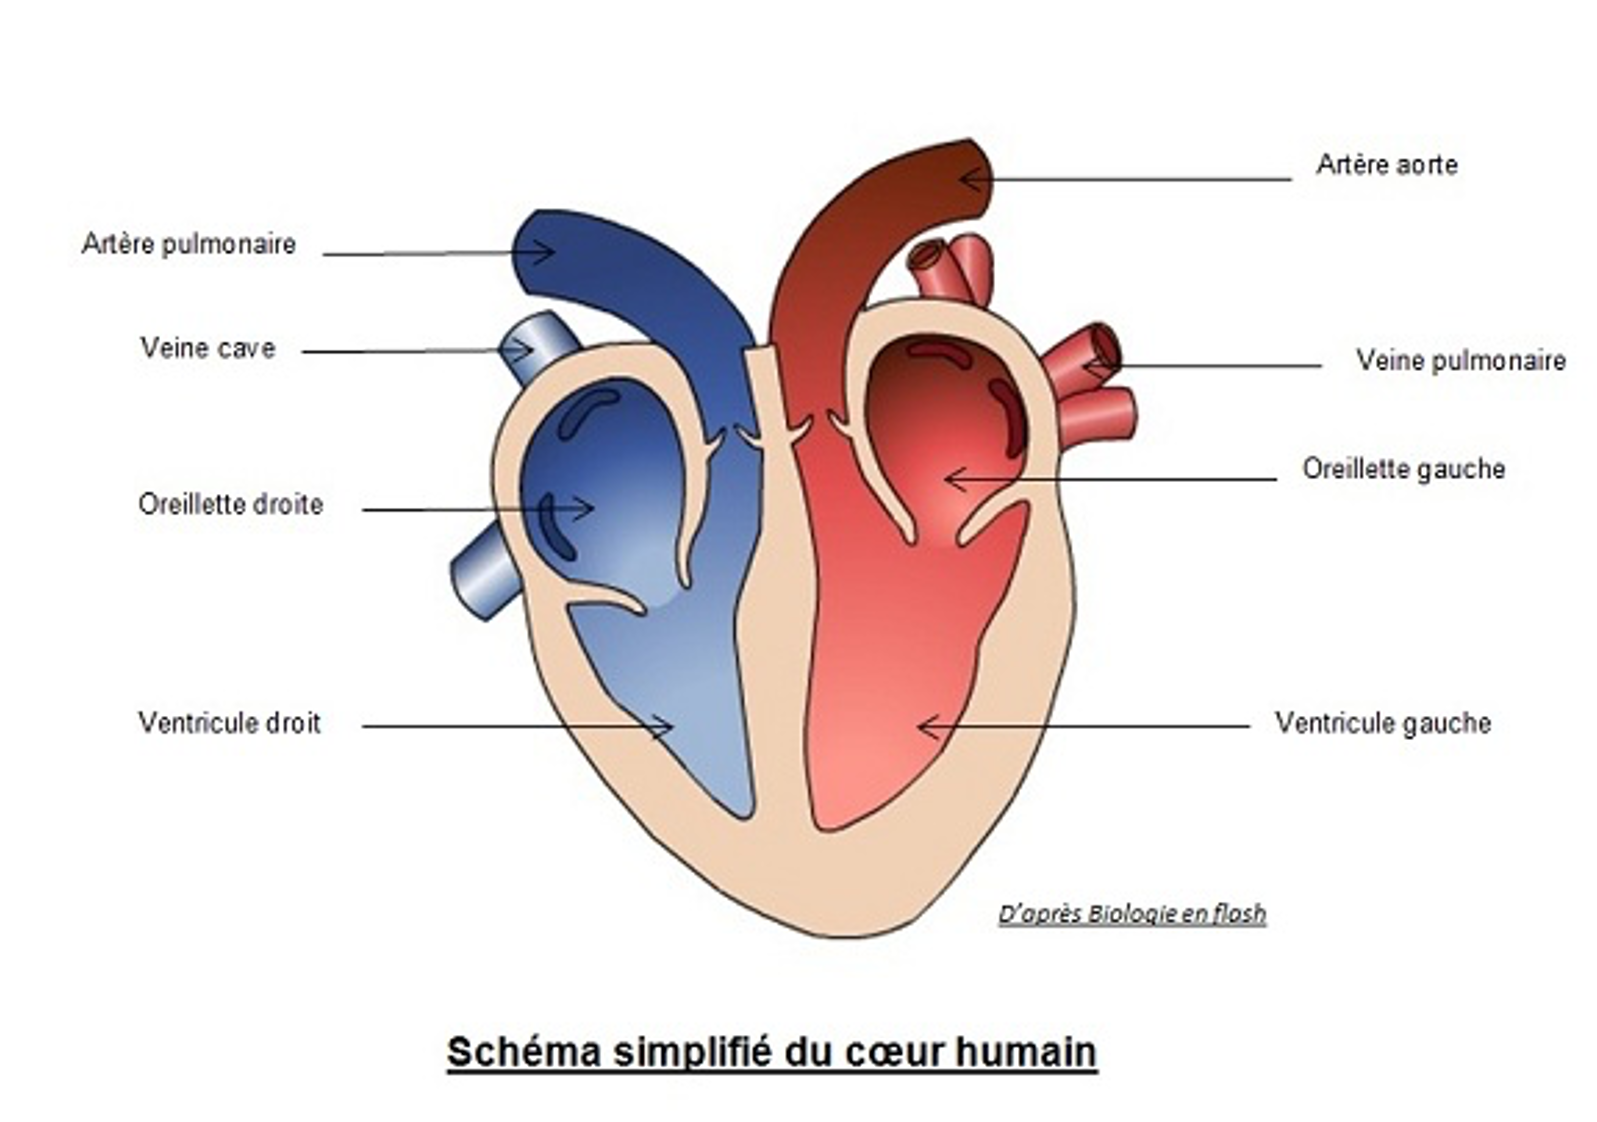 Artère aorte
Artère pulmonaire
Veine cave
Veine pulmonaire
Oreillette gauche
Oreillette droite
Ventricule droit
Ventricule gauche
D'après Biologie en flash
Schéma simplifié du cœur humain